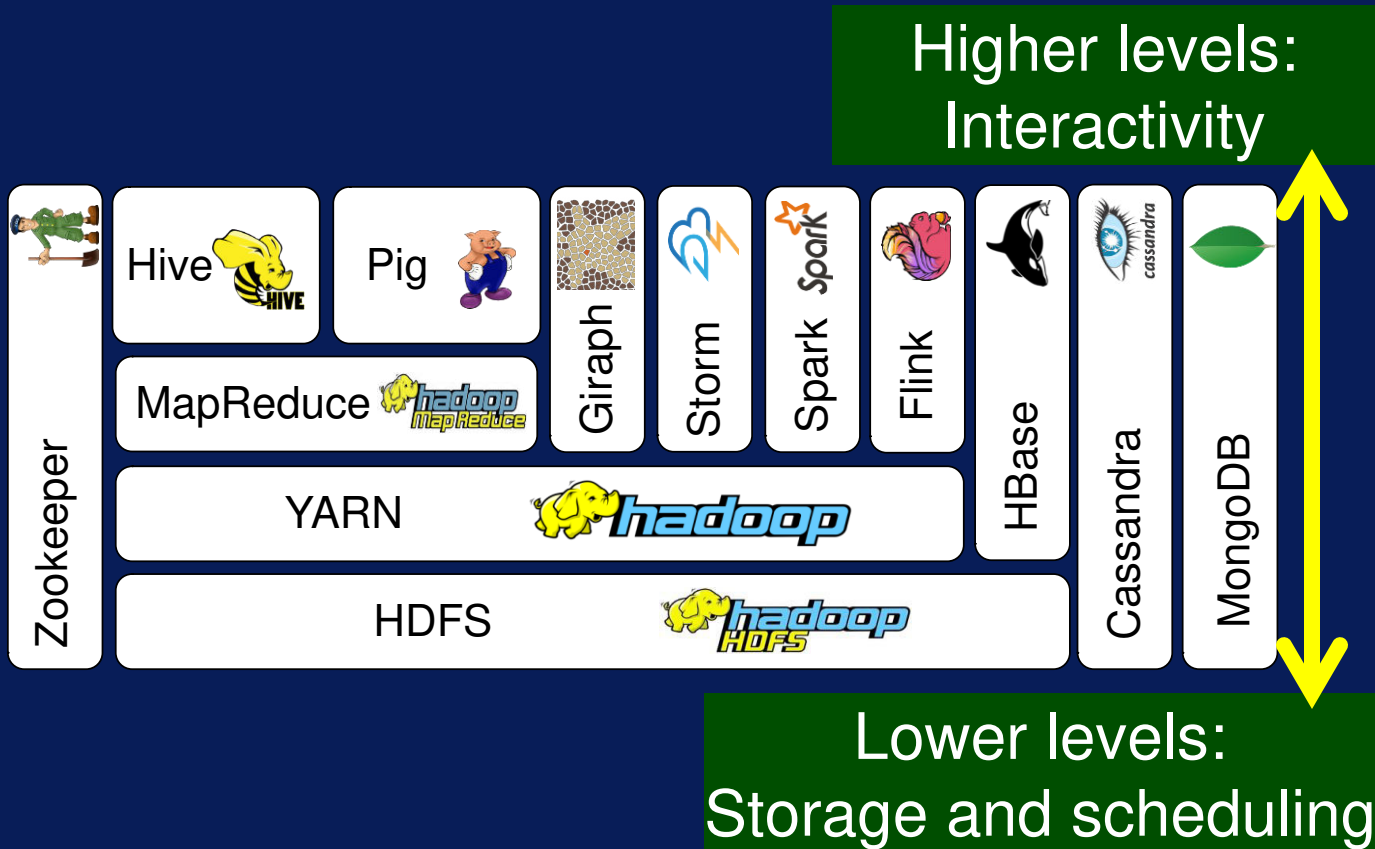 Higher levels:
Interactivity
Zookeeper
Hive
HIVE
Pig
MapReduce
hadoop
Map Reduce
Giraph
Storm
Spark
Spark
Flink
HBase
cassandra
Cassandra
MongoDB
YARN
hadoop
HDFS
hadoop
HDFS
Lower levels:
Storage and scheduling